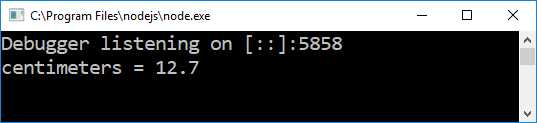 C:\Program Files\nodejs\node.exe
Debugger listening on [::]:5858
centimeters = 12.7